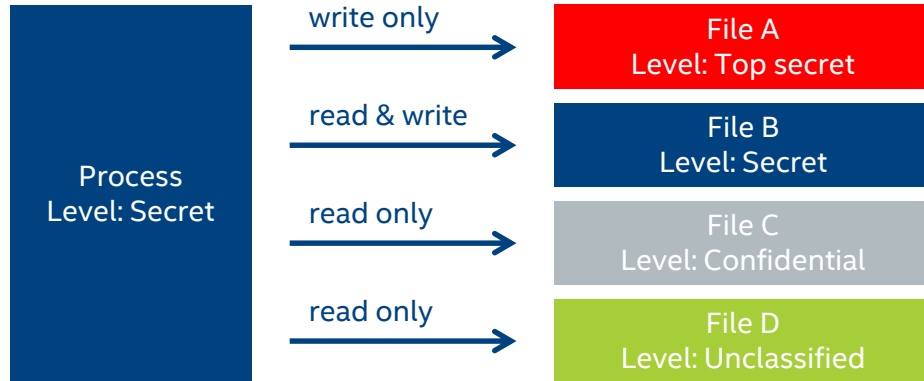 write only
File A
Level: Top secret
read & write
File B
Level: Secret
Process
Level: Secret
read only
File C
Level: Confidential
read only
File D
Level: Unclassified